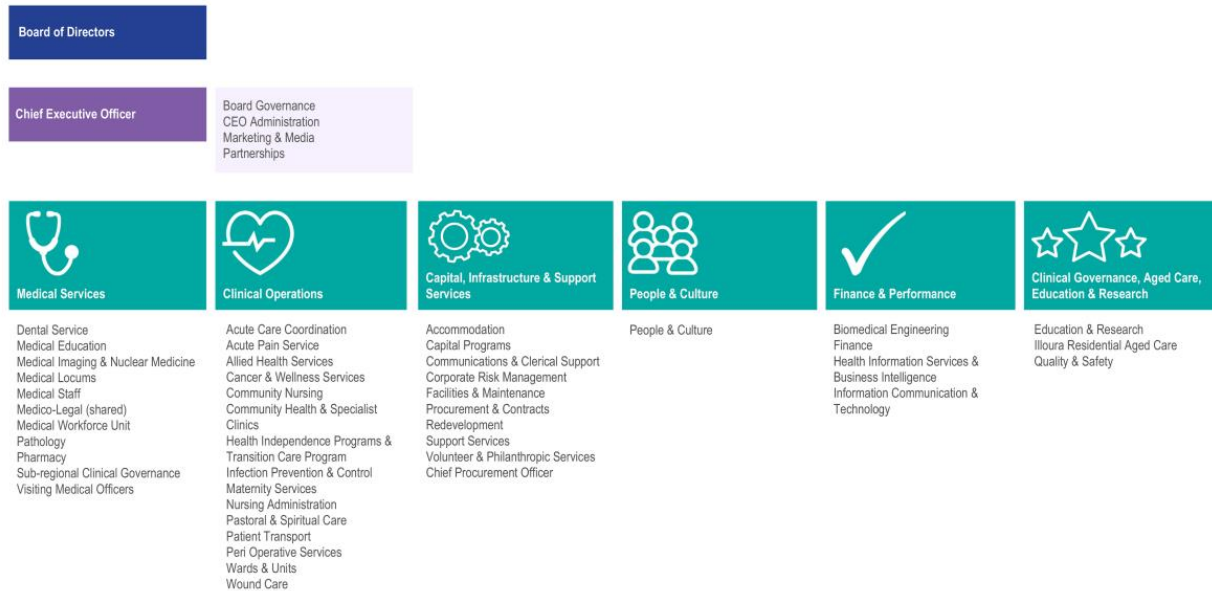 Board of Directors
Chief Executive Officer
Board Governance
CEO Administration
Marketing & Media
Partnerships
Medical Services
Dental Service
Medical Education
Medical Imaging & Nuclear Medicine
Medical Locums
Medical Staff
Medico-Legal (shared)
Medical Workforce Unit
Pathology
Pharmacy
Sub-regional Clinical Governance
Visiting Medical Officers
Clinical Operations
Acute Care Coordination
Acute Pain Service
Allied Health Services
Cancer & Wellness Services
Community Nursing
Community Health & Specialist
Clinics
Health Independence Programs &
Transition Care Program
Infection Prevention & Control
Maternity Services
Nursing Administration
Pastoral & Spiritual Care
Patient Transport
Peri Operative Services
Wards & Units
Wound Care
Capital, Infrastructure & Support
Services
Accommodation
Capital Programs
Communications & Clerical Support
Corporate Risk Management
Facilities & Maintenance
Procurement & Contracts
Redevelopment
Support Services
Volunteer & Philanthropic Services
Chief Procurement Officer
People & Culture
People & Culture
Finance & Performance
Biomedical Engineering
Finance
Health Information Services &
Business Intelligence
Information Communication &
Technology
Clinical Governance, Aged Care,
Education & Research
Education & Research
Illoura Residential Aged Care
Quality & Safety